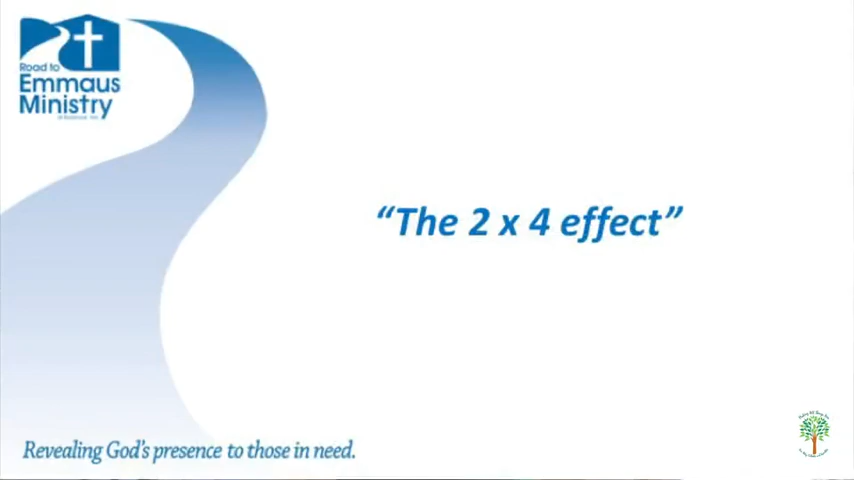 Road to
Emmaus
Ministry
“The 2 x 4 effect”
Revealing God's presence to those in need.